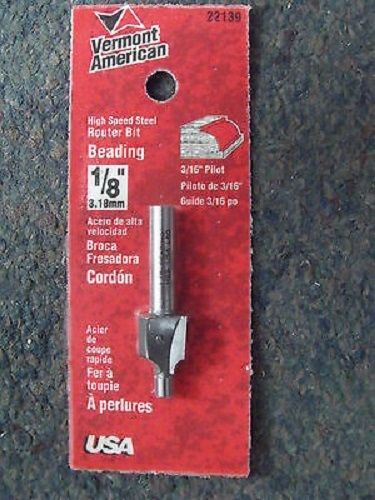 22139
Vermont
American
High Speed Steel
Router Bit
Beading
1/8"
3.18mm
3/16" Pilot
Piloto de 3/16"
Guide 3/16 po
Acero de alta
velocidad
Broca
Fresadora
Cordón
Acier
de
coupe
rapide
Fer à
toupie
À perlures
USA